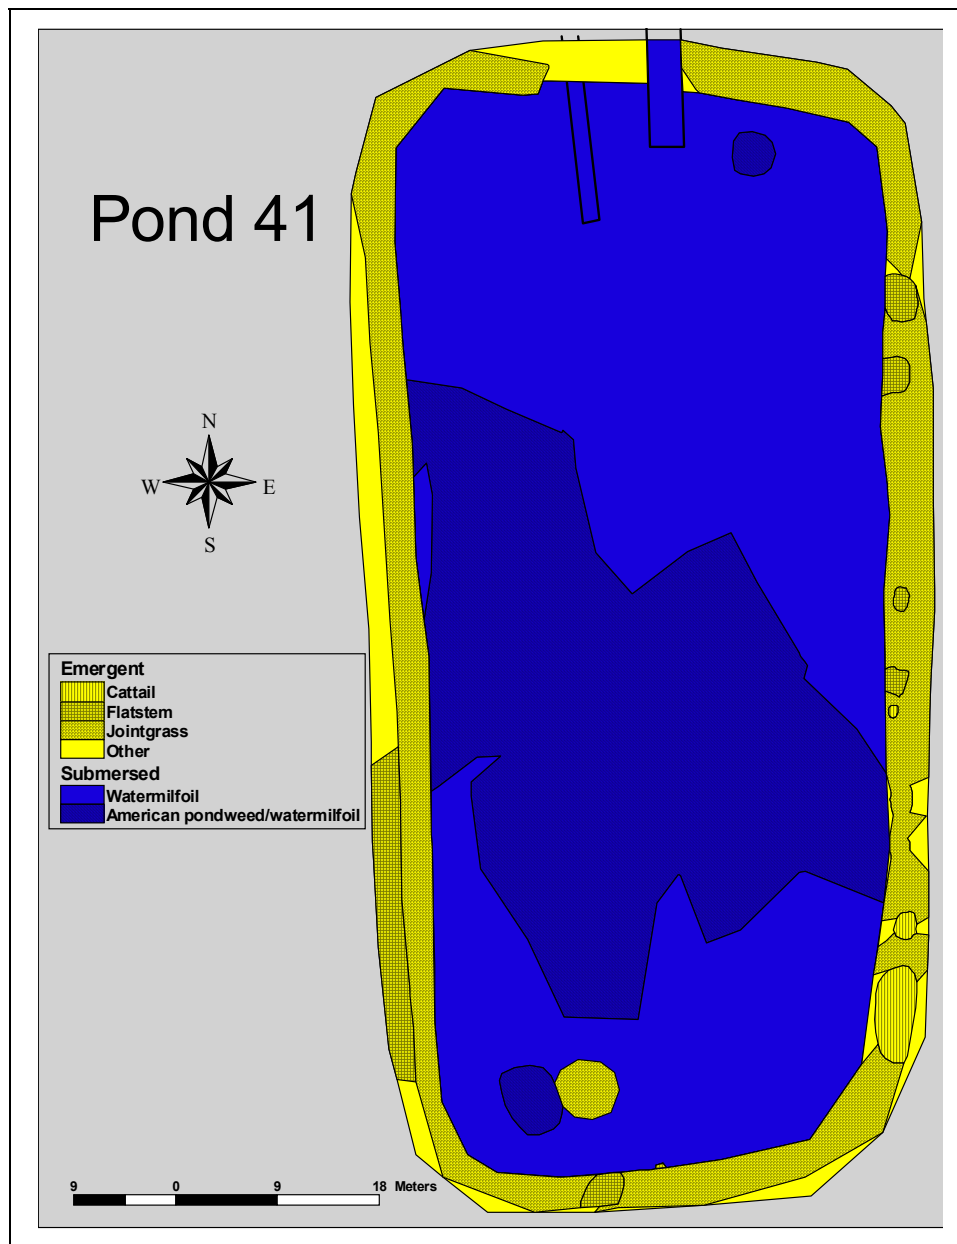 Pond 41
N
W E
S
Emergent
Cattail
Flatstem
Jointgrass
Other
Submersed
Watermilfoil
American pondweed/watermilfoil
9 0 9 18 Meters